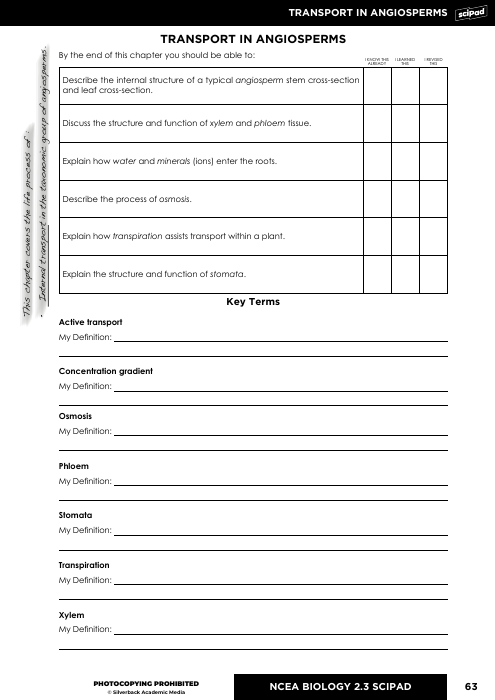 TRANSPORT IN ANGIOSPERMS scipad
TRANSPORT IN ANGIOSPERMS
By the end of this chapter you should be able to:
I KNOW THIS ALREADY
I LEARNED THIS
I REVISED THIS
Describe the internal structure of a typical angiosperm stem cross-section
and leaf cross-section.
Discuss the structure and function of xylem and phloem tissue.
Explain how water and minerals (ions) enter the roots.
Describe the process of osmosis.
Explain how transpiration assists transport within a plant.
Explain the structure and function of stomata.
This chapter covers the life process of :
• Internal transport in the taxonomic group of angiosperms.
Key Terms
Active transport
My Definition:
Concentration gradient
My Definition:
Osmosis
My Definition:
Phloem
My Definition:
Stomata
My Definition:
Transpiration
My Definition:
Xylem
My Definition:
PHOTOCOPYING PROHIBITED
© Silverback Academic Media
NCEA BIOLOGY 2.3 SCIPAD
63